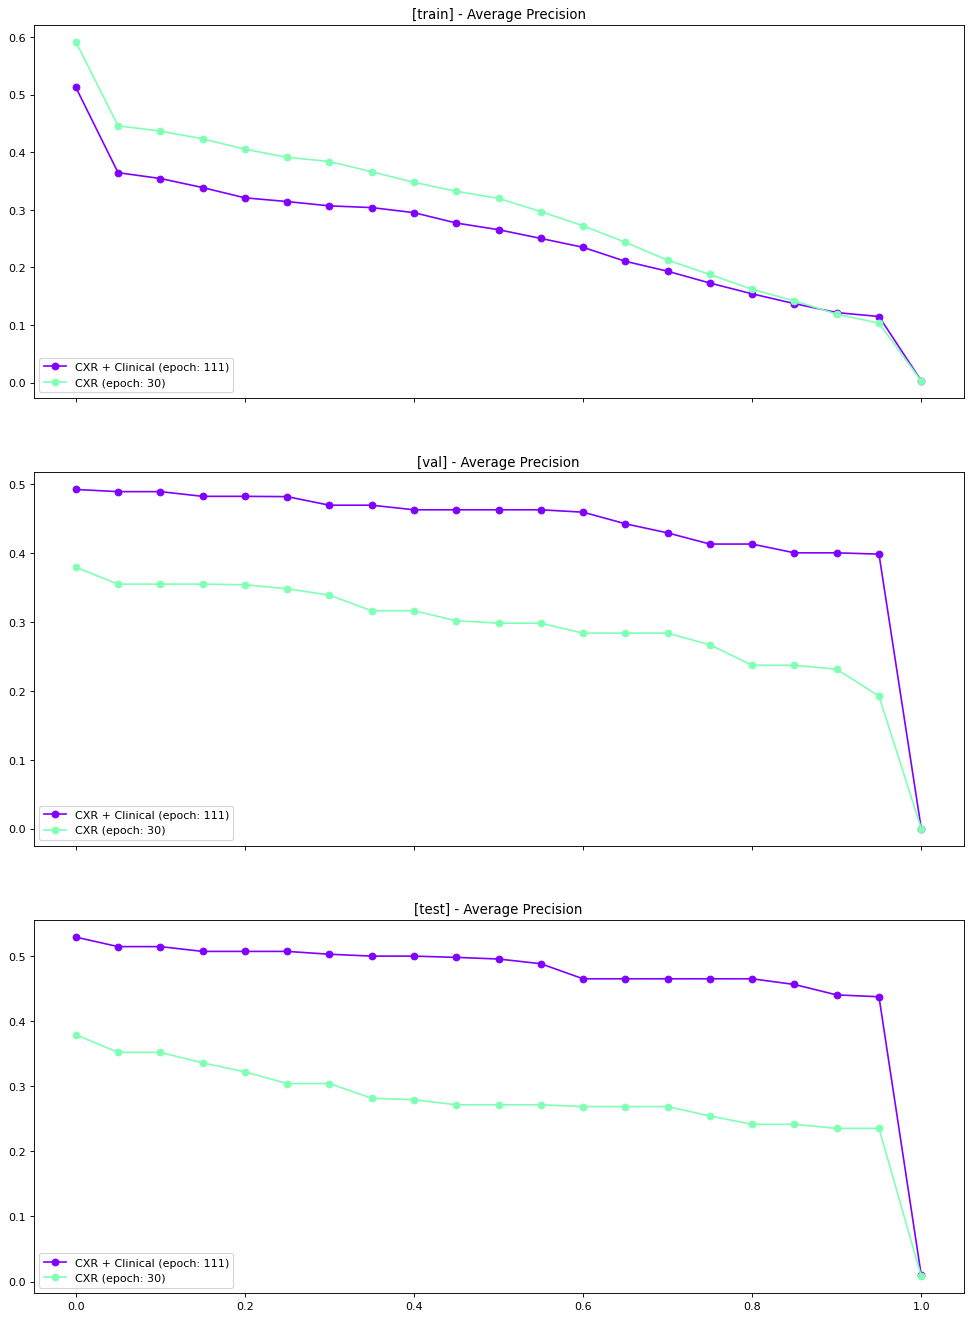 [train] - Average Precision
0.6
0.5
0.4
0.3
0.2
0.1
0.0
CXR + Clinical (epoch: 111)
CXR (epoch: 30)
[val] - Average Precision
0.5
0.4
0.3
0.2
0.1
0.0
CXR + Clinical (epoch: 111)
CXR (epoch: 30)
[test] - Average Precision
0.5
0.4
0.3
0.2
0.1
0.0
CXR + Clinical (epoch: 111)
CXR (epoch: 30)
0.0 0.2 0.4 0.6 0.8 1.0